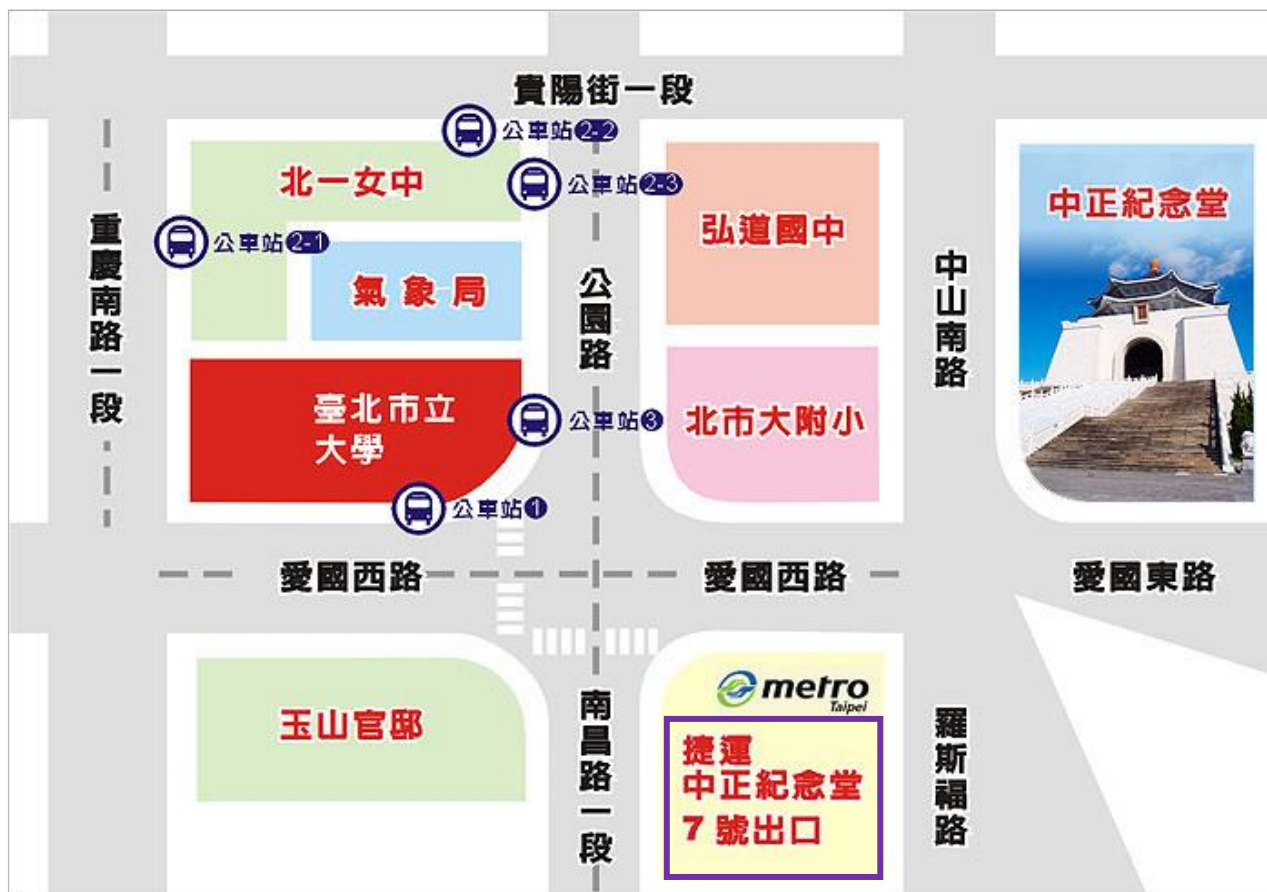 貴陽街一段
公車站2-2
北一女中
公車站2-3
弘道國中
中正紀念堂
重慶南路一段
公車站2-1
氣象局
公園路
中山南路
臺北市立
大學
公車站3
北市大附小
公車站1
愛國西路
愛國西路
愛國東路
玉山官邸
南昌路一段
metro
Taipei
捷運
中正紀念堂
7號出口
羅斯福路